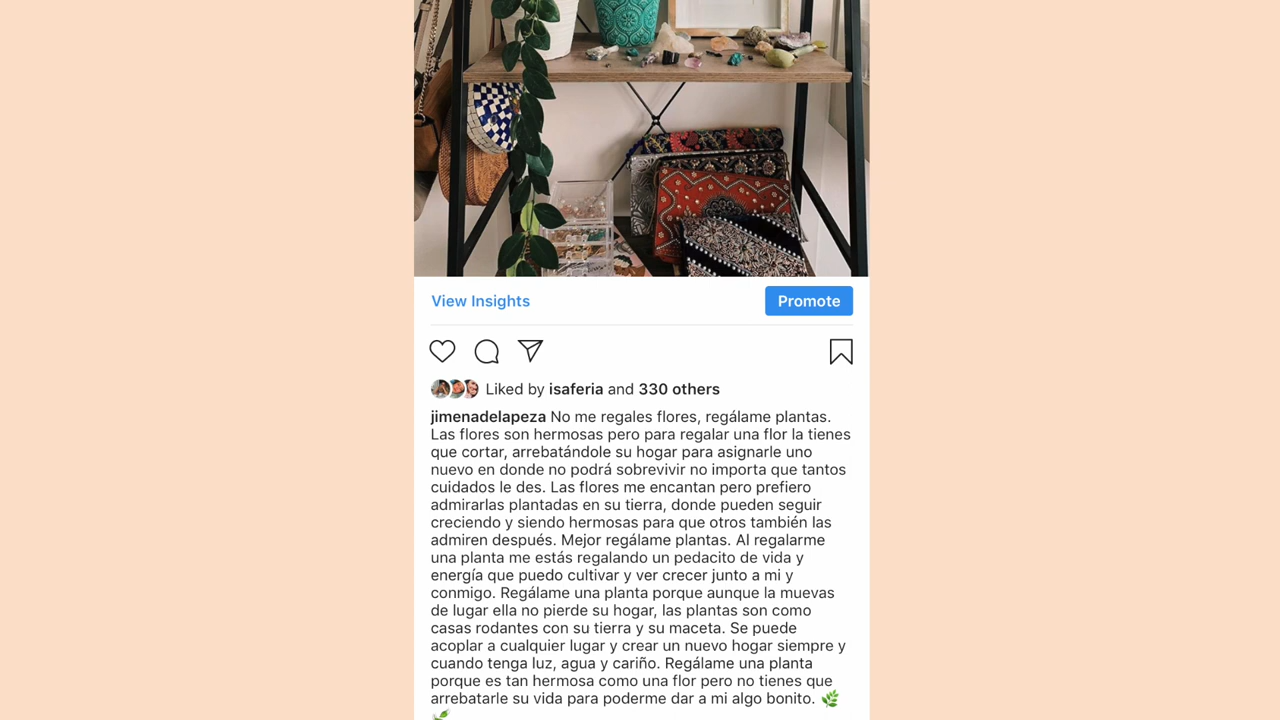 View Insights
Promote
Liked by isaferia and 330 others
jimenadelapeza No me regales flores, regálame plantas.
Las flores son hermosas pero para regalar una flor la tienes
que cortar, arrebatándole su hogar para asignarle uno
nuevo en donde no podrá sobrevivir no importa que tantos
cuidados le des. Las flores me encantan pero prefiero
admirarlas plantadas en su tierra, donde pueden seguir
creciendo y siendo hermosas para que otros también las
admiren después. Mejor regálame plantas. Al regalarme
una planta me estás regalando un pedacito de vida y
energía que puedo cultivar y ver crecer junto a mi y
conmigo. Regálame una planta porque aunque la muevas
de lugar ella no pierde su hogar, las plantas son como
casas rodantes con su tierra y su maceta. Se puede
acoplar a cualquier lugar y crear un nuevo hogar siempre y
cuando tenga luz, agua y cariño. Regálame una planta
porque es tan hermosa como una flor pero no tienes que
arrebatarle su vida para poderme dar a mi algo bonito. 🌿
🌿